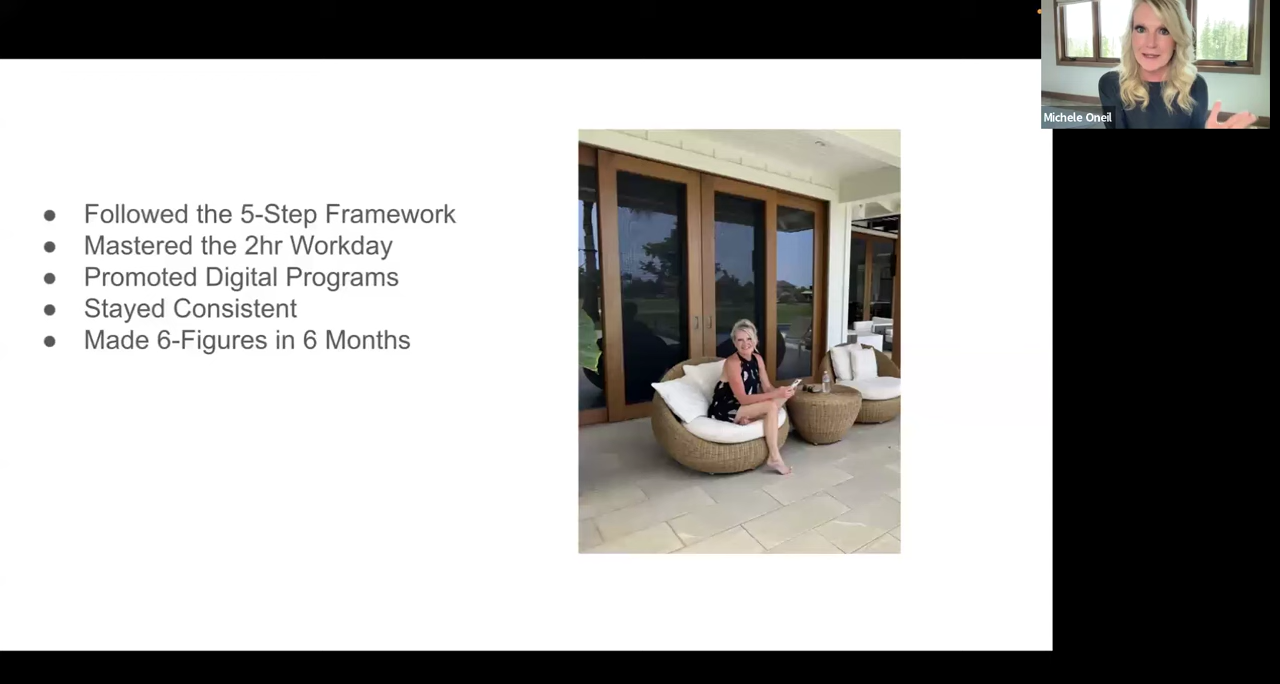 Michele Oneil
● Followed the 5-Step Framework
● Mastered the 2hr Workday
● Promoted Digital Programs
● Stayed Consistent
● Made 6-Figures in 6 Months